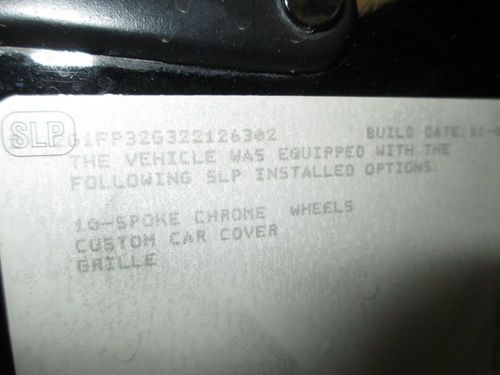 SLP 2G1FP32G322126302 BUILD DATE:
THE VEHICLE WAS EQUIPPED WITH THE
FOLLOWING SLP INSTALLED OPTIONS:
10-SPOKE CHROME WHEELS
CUSTOM CAR COVER
GRILLE